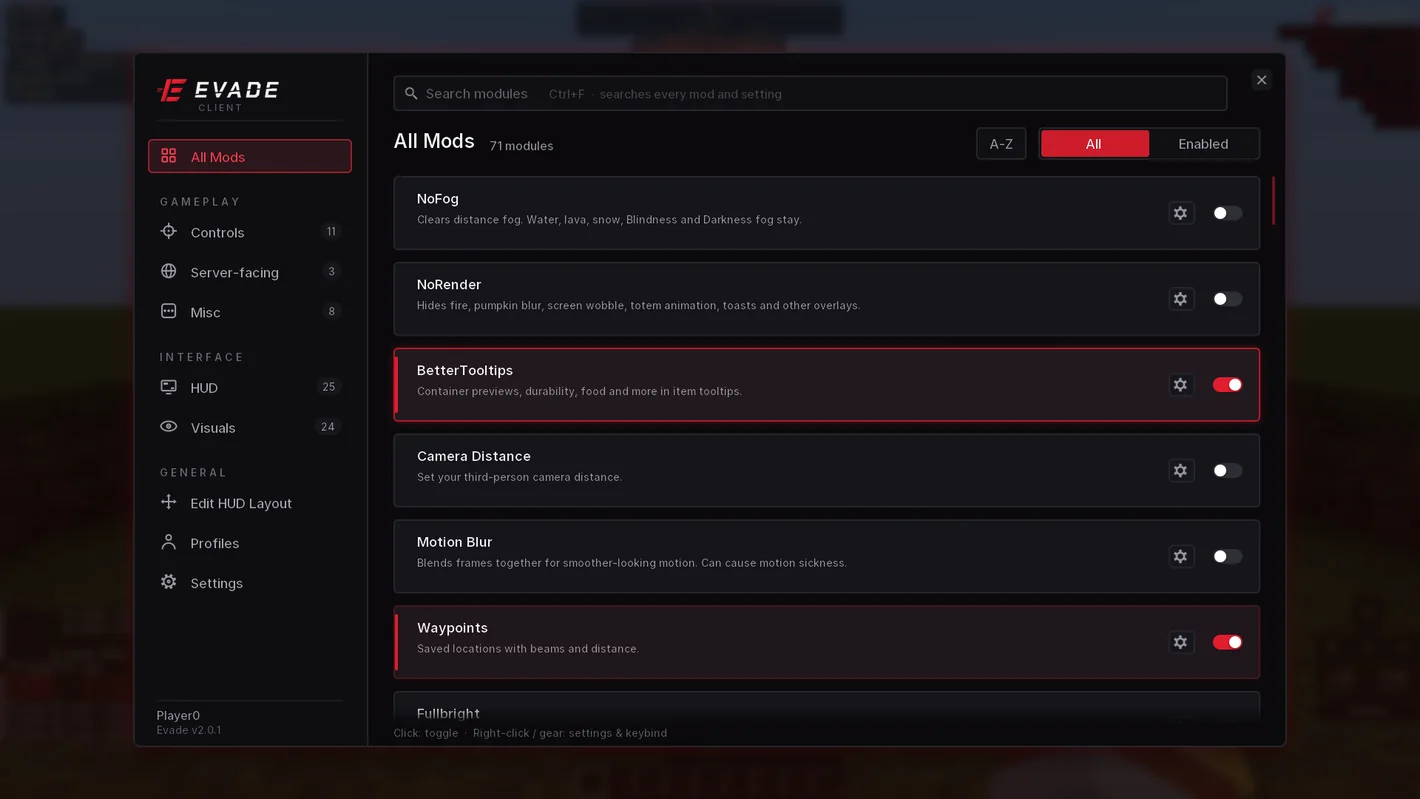 EVADE
CLIENT
All Mods
GAMEPLAY
Controls 11
Server-facing 3
Misc 8
INTERFACE
HUD 25
Visuals 24
GENERAL
Edit HUD Layout
Profiles
Settings
Player0
Evade v2.0.1
Search modules Ctrl+F · searches every mod and setting
All Mods 71 modules A-Z All Enabled
NoFog
Clears distance fog. Water, lava, snow, Blindness and Darkness fog stay.
NoRender
Hides fire, pumpkin blur, screen wobble, totem animation, toasts and other overlays.
BetterTooltips
Container previews, durability, food and more in item tooltips.
Camera Distance
Set your third-person camera distance.
Motion Blur
Blends frames together for smoother-looking motion. Can cause motion sickness.
Waypoints
Saved locations with beams and distance.
Fullbright
Click: toggle · Right-click / gear: settings & keybind